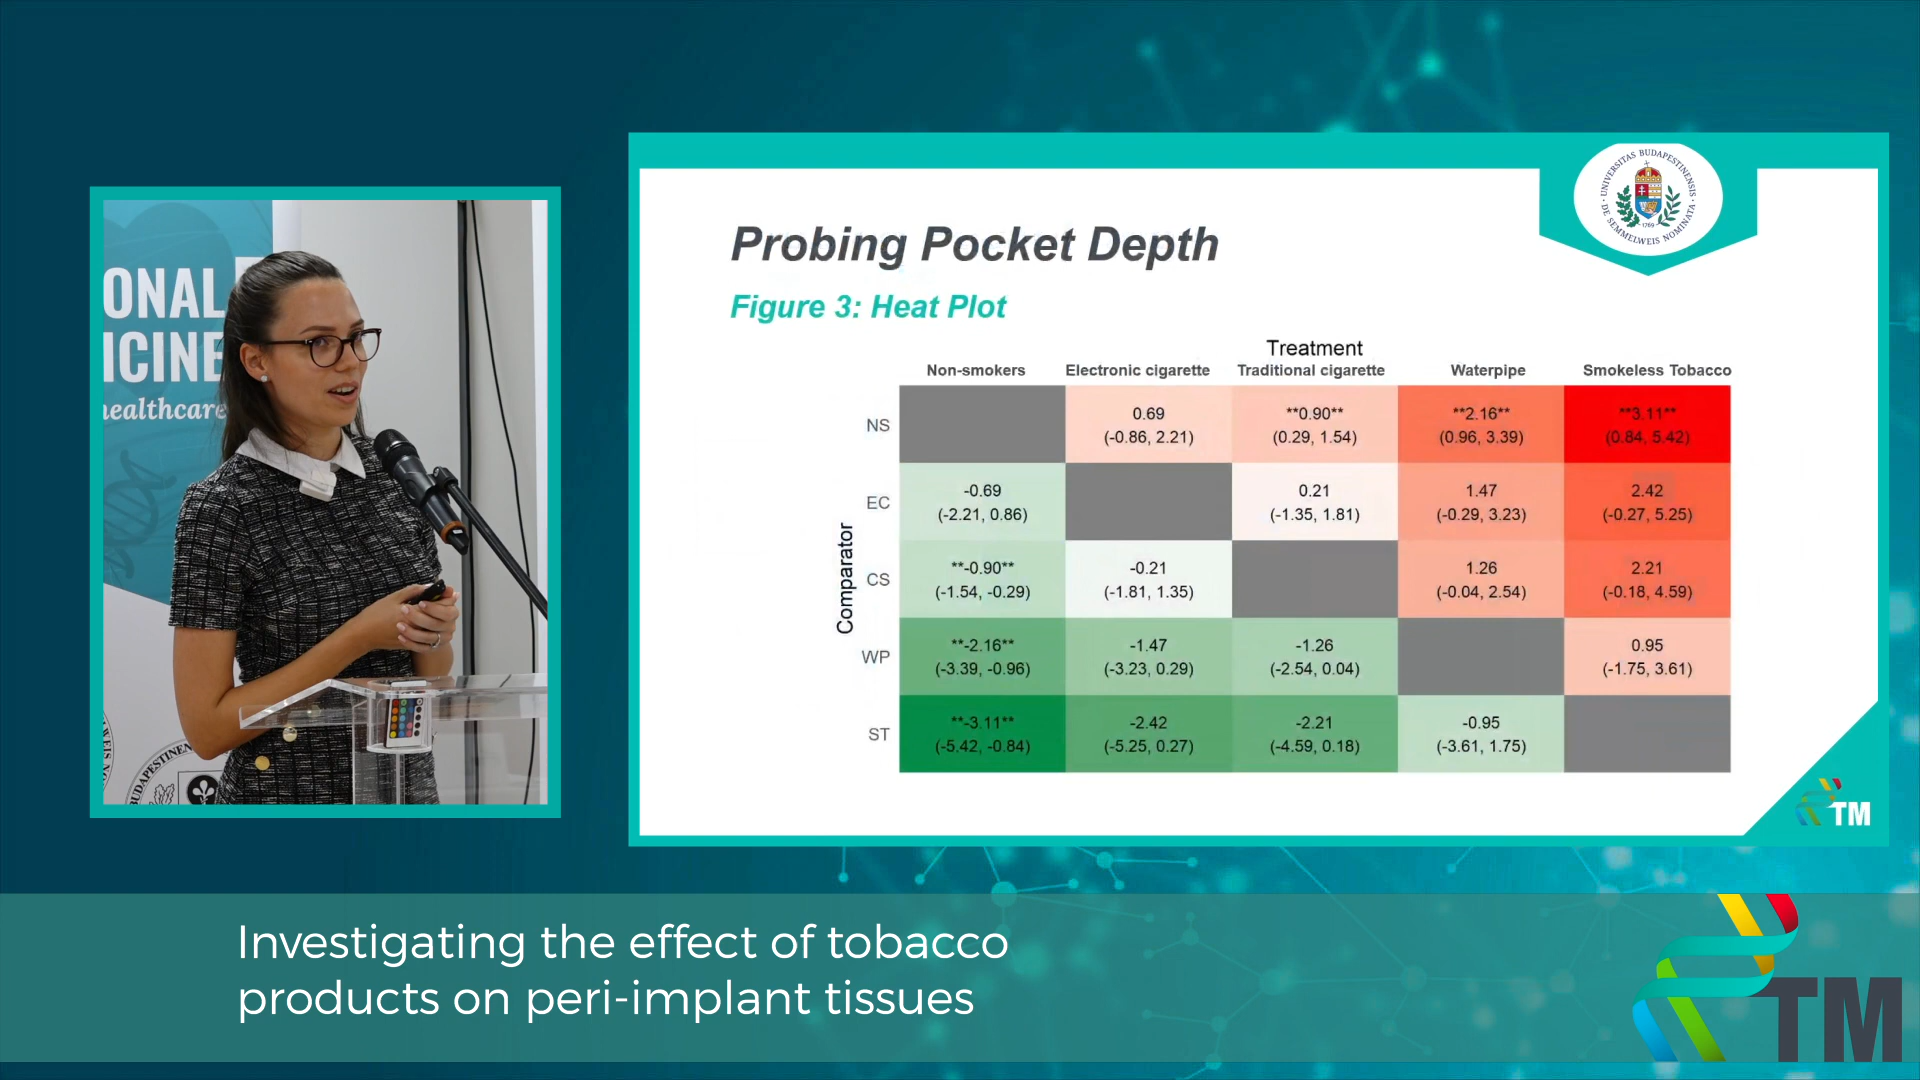 ONAL
ICINE
healthcare
BUDAPESTINEN
UNIVERSITAS BUDAPESTINENSIS
DE SEMMELWEIS NOMINATA
1769
Probing Pocket Depth
Figure 3: Heat Plot
Treatment
Non-smokers Electronic cigarette Traditional cigarette Waterpipe Smokeless Tobacco
Comparator
NS 0.69 **0.90** **2.16** **3.11**
(-0.86, 2.21) (0.29, 1.54) (0.96, 3.39) (0.84, 5.42)
EC -0.69 0.21 1.47 2.42
(-2.21, 0.86) (-1.35, 1.81) (-0.29, 3.23) (-0.27, 5.25)
CS **-0.90** -0.21 1.26 2.21
(-1.54, -0.29) (-1.81, 1.35) (-0.04, 2.54) (-0.18, 4.59)
WP **-2.16** -1.47 -1.26 0.95
(-3.39, -0.96) (-3.23, 0.29) (-2.54, 0.04) (-1.75, 3.61)
ST **-3.11** -2.42 -2.21 -0.95
(-5.42, -0.84) (-5.25, 0.27) (-4.59, 0.18) (-3.61, 1.75)
TM
Investigating the effect of tobacco
products on peri-implant tissues
TM